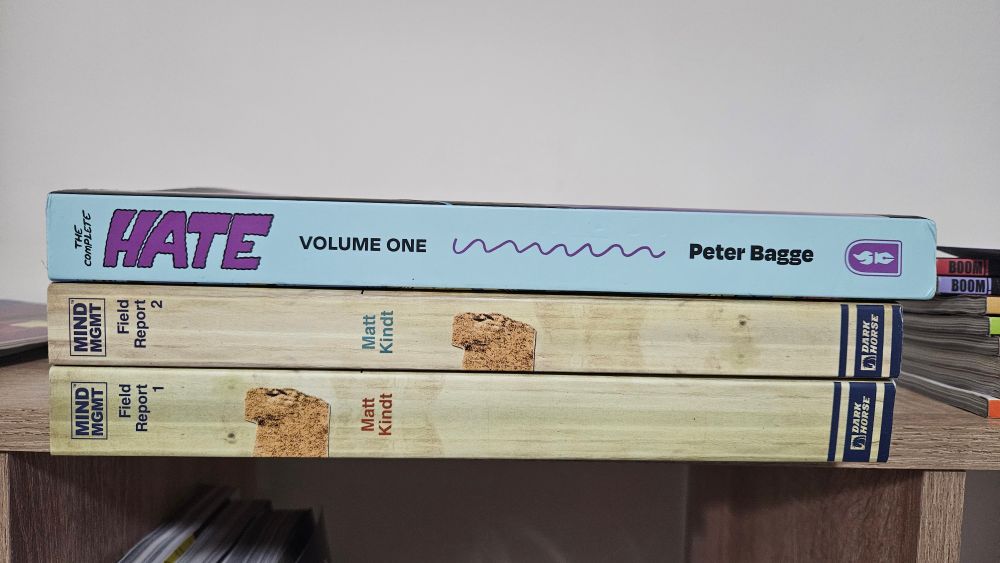 THE
COMPLETE
HATE
VOLUME ONE
Peter Bagge
MIND
MGMT
Field
Report
2
Matt
Kindt
DARK
HORSE
MIND
MGMT
Field
Report
1
Matt
Kindt
DARK
HORSE
BOOM!
BOOM!